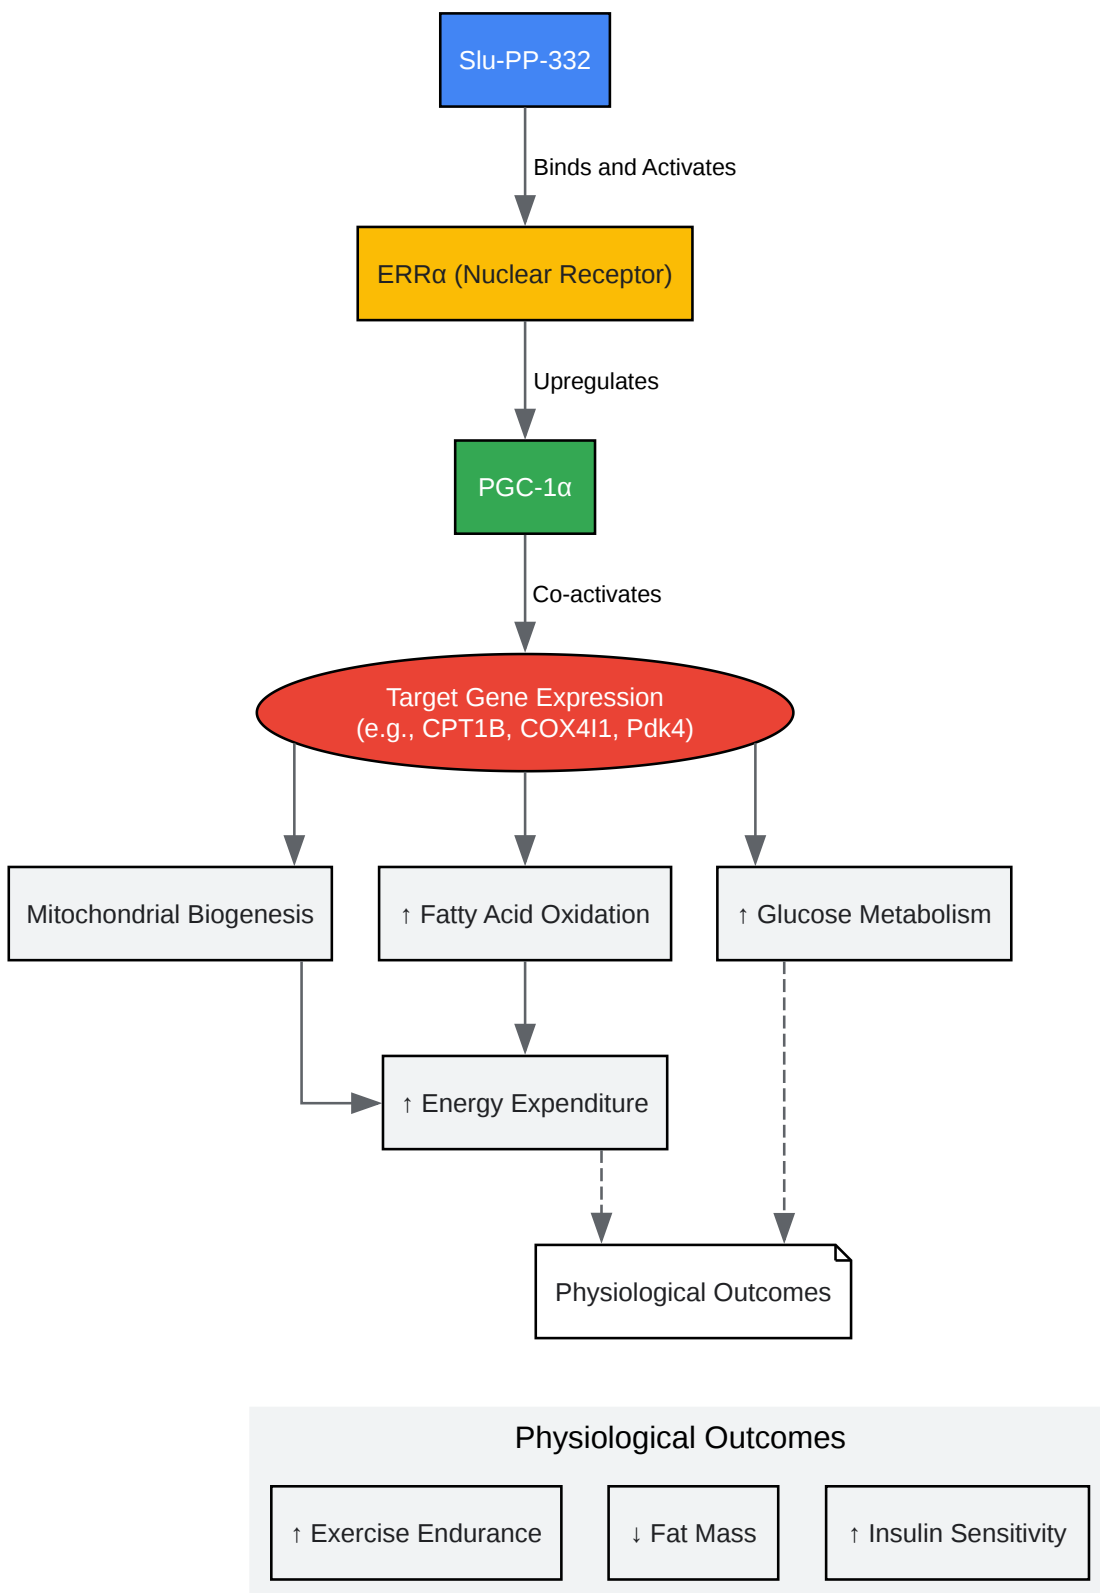 Slu-PP-332
Binds and Activates
ERRα (Nuclear Receptor)
Upregulates
PGC-1α
Co-activates
Target Gene Expression
(e.g., CPT1B, COX4I1, Pdk4)
Mitochondrial Biogenesis
↑ Fatty Acid Oxidation
↑ Glucose Metabolism
↑ Energy Expenditure
Physiological Outcomes
Physiological Outcomes
↑ Exercise Endurance
↓ Fat Mass
↑ Insulin Sensitivity